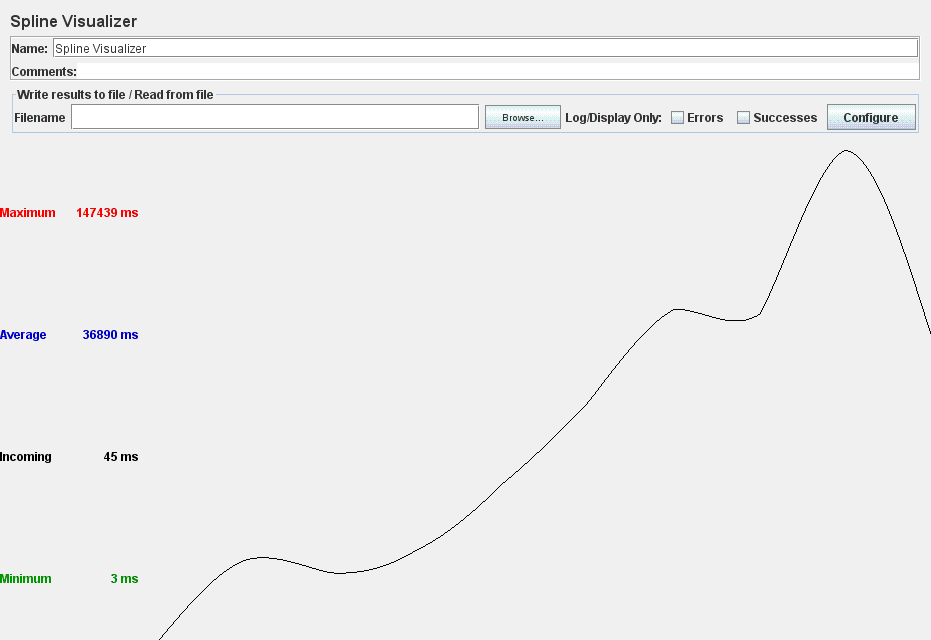 Spline Visualizer
Name: Spline Visualizer
Comments:
Write results to file / Read from file
Filename Browse... Log/Display Only: Errors Successes Configure
Maximum 147439 ms
Average 36890 ms
Incoming 45 ms
Minimum 3 ms